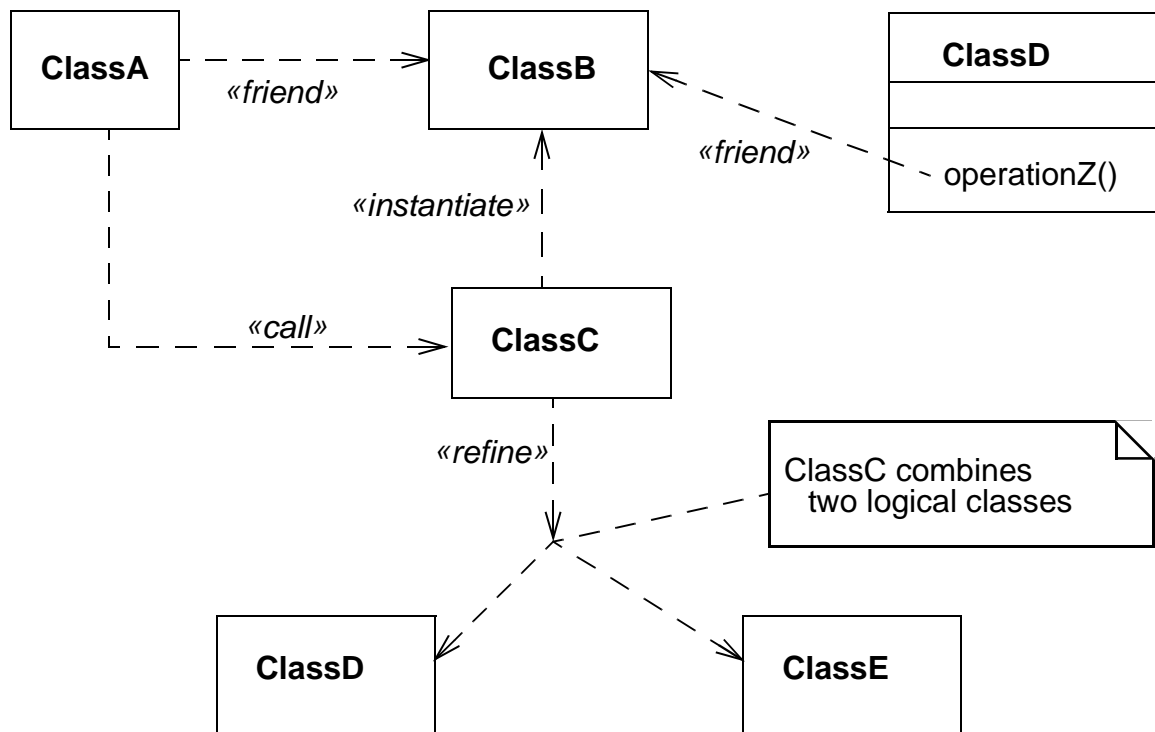 ClassA
ClassB
ClassD
«friend»
«friend»
operationZ()
«instantiate»
«call»
ClassC
«refine»
ClassC combines
two logical classes
ClassD
ClassE